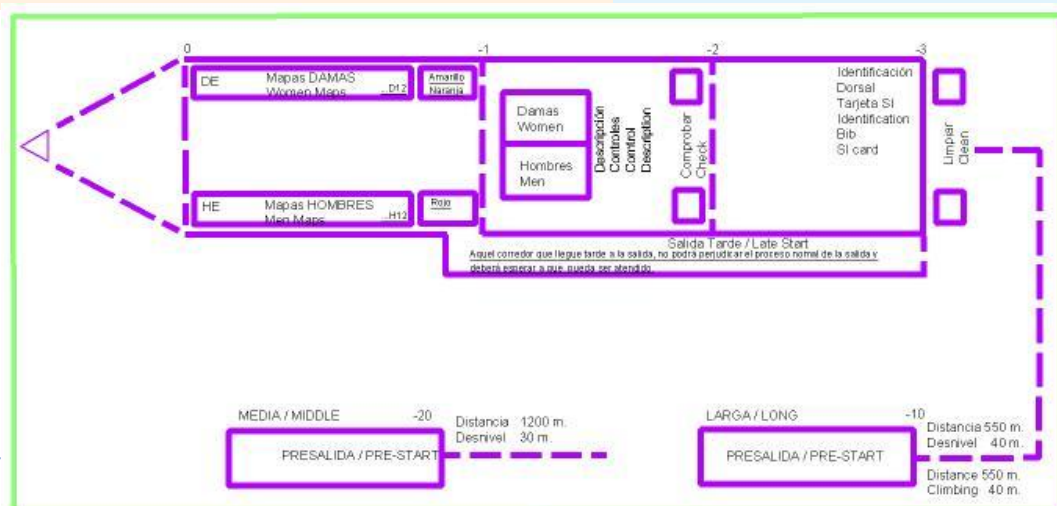 0
-1
-2
-3
DE
Mapas DAMAS
Women Maps
...D12
Amarillo
Naranja
Damas
Women
Hombres
Men
Descripción
Controles
Comtrol
Description
Comprobar
Check
Identificación
Dorsal
Tarjeta SI
Identification
Bib
SI card
Limpiar
Clean
HE
Mapas HOMBRES
Men Maps
...H12
Rojo
Salida Tarde / Late Start
Aquel corredor que llegue tarde a la salida, no podrá perjudicar el proceso normal de la salida y
deberá esperar a que pueda ser atendido.
MEDIA / MIDDLE
-20
Distancia 1200 m.
Desnivel 30 m.
PRESALIDA / PRE-START
LARGA / LONG
-10
Distancia 550 m.
Desnivel 40 m.
PRESALIDA / PRE-START
Distance 550 m.
Climbing 40 m.